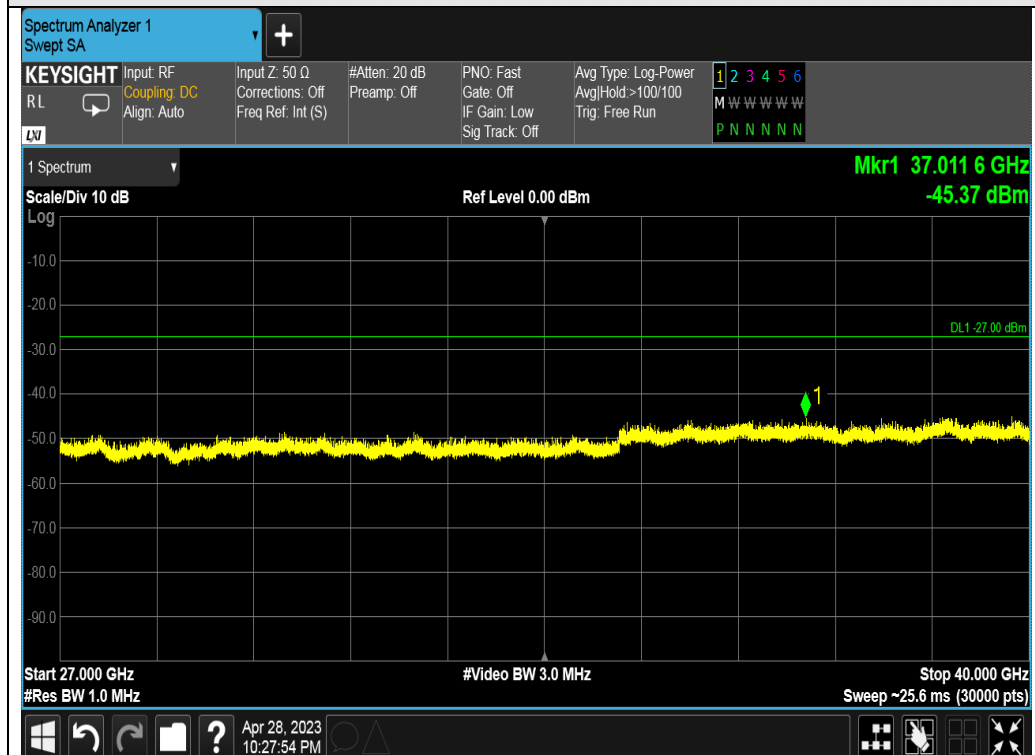 Spectrum Analyzer 1
Swept SA
+
KEYSIGHT
RL
LXI
Input: RF
Coupling: DC
Align: Auto
Input Z: 50 Ω
Corrections: Off
Freq Ref: Int (S)
#Atten: 20 dB
Preamp: Off
PNO: Fast
Gate: Off
IF Gain: Low
Sig Track: Off
Avg Type: Log-Power
Avg|Hold:>100/100
Trig: Free Run
1 2 3 4 5 6
M W W W W W
P N N N N N
1 Spectrum
Mkr1 37.011 6 GHz
-45.37 dBm
Scale/Div 10 dB
Ref Level 0.00 dBm
Log
-10.0
-20.0
DL1 -27.00 dBm
-30.0
-40.0
1
-50.0
-60.0
-70.0
-80.0
-90.0
Start 27.000 GHz
#Video BW 3.0 MHz
Stop 40.000 GHz
#Res BW 1.0 MHz
Sweep ~25.6 ms (30000 pts)
?
Apr 28, 2023
10:27:54 PM